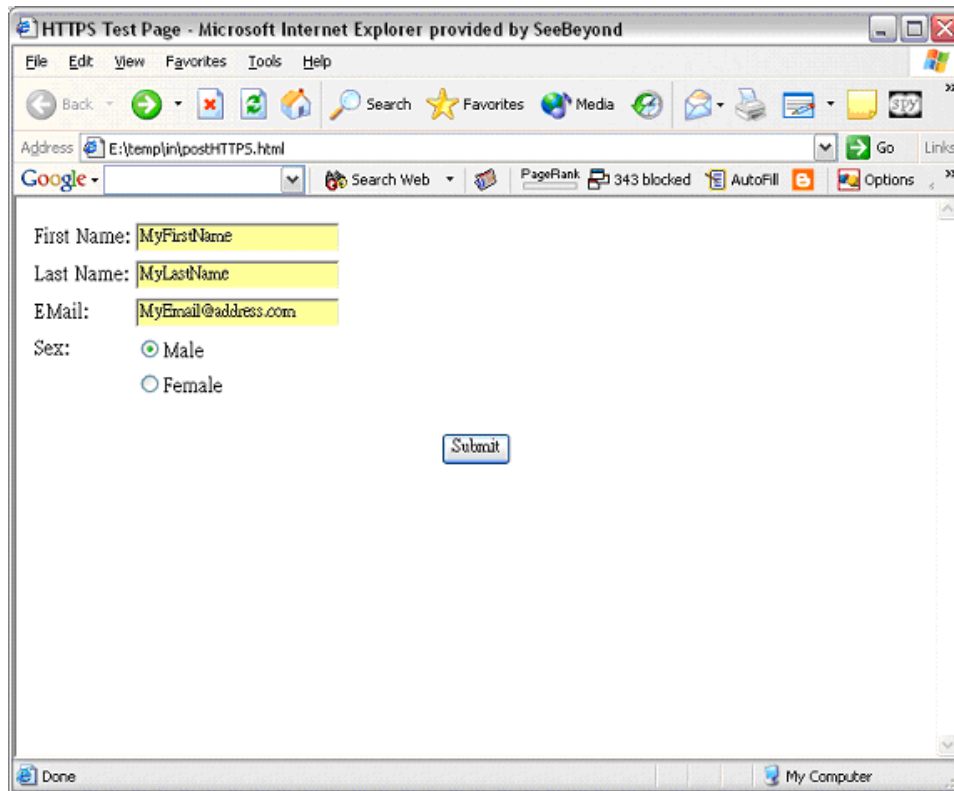 HTTPS Test Page - Microsoft Internet Explorer provided by SeeBeyond
File Edit View Favorites Tools Help
Back Search Favorites Media SPY »
Address E:\temp\in\postHTTPS.html Go Links
Google Search Web PageRank 343 blocked AutoFill Options »
First Name: MyFirstName
Last Name: MyLastName
EMail: MyEmail@address.com
Sex: Male
Female
Submit
Done My Computer